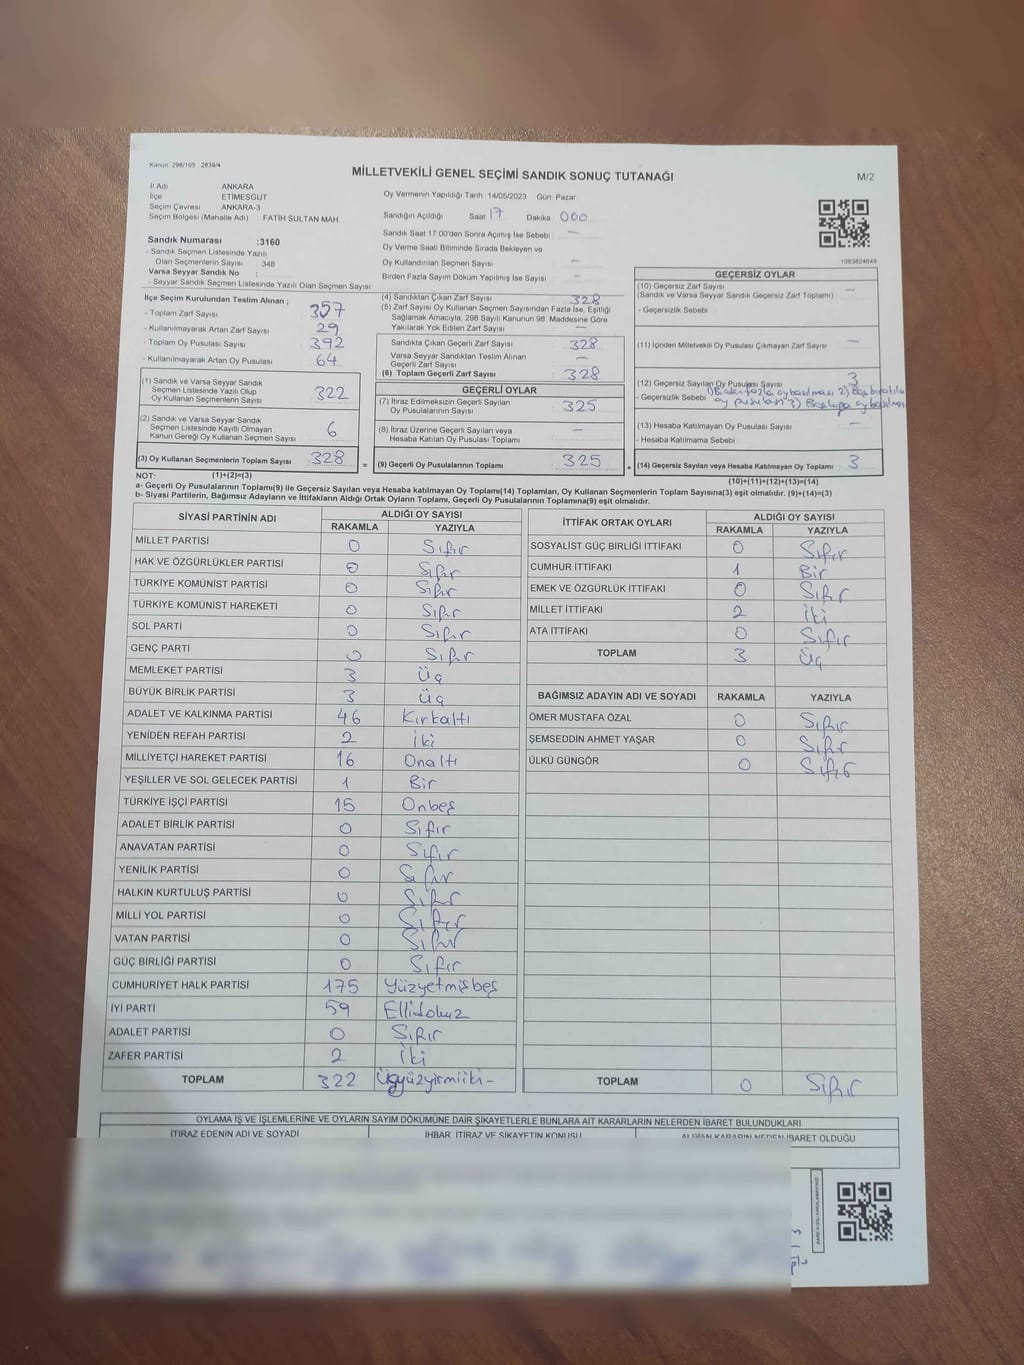 Kanun: 298/105 2839/4
MİLLETVEKİLİ GENEL SEÇİMİ SANDIK SONUÇ TUTANAĞI
M/2
İl Adı : ANKARA
İlçe : ETİMESGUT
Seçim Çevresi : ANKARA-3
Seçim Bölgesi (Mahalle Adı) FATİH SULTAN MAH.
Sandık Numarası :3160
- Sandık Seçmen Listesinde Yazılı
Olan Seçmenlerin Sayısı : 348
Varsa Seyyar Sandık No :
- Seyyar Sandık Seçmen Listesinde Yazılı Olan Seçmen Sayısı
Oy Vermenin Yapıldığı Tarih :14/05/2023 Gün :Pazar
Sandığın Açıldığı Saat 17 Dakika 000
Sandık Saat 17.00'den Sonra Açılmış İse Sebebi : —
Oy Verme Saati Bitiminde Sırada Bekleyen ve
Oy Kullandırılan Seçmen Sayısı —
Birden Fazla Sayım Döküm Yapılmış İse Sayısı —
1083824648
İlçe Seçim Kurulundan Teslim Alınan ;
- Toplam Zarf Sayısı 357
- Kullanılmayarak Artan Zarf Sayısı 29
- Toplam Oy Pusulası Sayısı 392
- Kullanılmayarak Artan Oy Pusulası 64
(1) Sandık ve Varsa Seyyar Sandık
Seçmen Listesinde Yazılı Olup
Oy Kullanan Seçmenlerin Sayısı 322
(2) Sandık ve Varsa Seyyar Sandık
Seçmen Listesinde Kayıtlı Olmayan
Kanun Gereği Oy Kullanan Seçmen Sayısı 6
(3) Oy Kullanan Seçmenlerin Toplam Sayısı 328
(4) Sandıktan Çıkan Zarf Sayısı 328
(5) Zarf Sayısı Oy Kullanan Seçmen Sayısından Fazla İse, Eşitliği
Sağlamak Amacıyla, 298 Sayılı Kanunun 98. Maddesine Göre
Yakılarak Yok Edilen Zarf Sayısı —
Sandıkta Çıkan Geçerli Zarf Sayısı 328
Varsa Seyyar Sandıktan Teslim Alınan
Geçerli Zarf Sayısı —
(6) Toplam Geçerli Zarf Sayısı 328
GEÇERLİ OYLAR
(7) İtiraz Edilmeksizin Geçerli Sayılan
Oy Pusulalarının Sayısı 325
(8) İtiraz Üzerine Geçerli Sayılan veya
Hesaba Katılan Oy Pusulası Toplamı —
= (9) Geçerli Oy Pusulalarının Toplamı 325
GEÇERSİZ OYLAR
(10) Geçersiz Zarf Sayısı —
(Sandık ve Varsa Seyyar Sandık Geçersiz Zarf Toplamı)
- Geçersizlik Sebebi
(11) İçinden Milletvekili Oy Pusulası Çıkmayan Zarf Sayısı —
(12) Geçersiz Sayılan Oy Pusulası Sayısı 3
- Geçersizlik Sebebi 1) Birden fazla oy basılması 2) Boş bırakılan
oy pusulası 3) Başkupa oy basılması
(13) Hesaba Katılmayan Oy Pusulası Sayısı —
- Hesaba Katılmama Sebebi :
+ (14) Geçersiz Sayılan veya Hesaba Katılmayan Oy Toplamı 3
NOT: (1)+(2)=(3)
(10)+(11)+(12)+(13)=(14)
a- Geçerli Oy Pusulalarının Toplamı(9) ile Geçersiz Sayılan veya Hesaba katılmayan Oy Toplamı(14) Toplamları, Oy Kullanan Seçmenlerin Toplam Sayısına(3) eşit olmalıdır. (9)+(14)=(3)
b- Siyasi Partilerin, Bağımsız Adayların ve İttifakların Aldığı Ortak Oyların Toplamı, Geçerli Oy Pusulalarının Toplamına(9) eşit olmalıdır.
SİYASİ PARTİNİN ADI ALDIĞI OY SAYISI
RAKAMLA YAZIYLA
MİLLET PARTİSİ 0 Sıfır
HAK VE ÖZGÜRLÜKLER PARTİSİ 0 Sıfır
TÜRKİYE KOMÜNİST PARTİSİ 0 Sıfır
TÜRKİYE KOMÜNİST HAREKETİ 0 Sıfır
SOL PARTİ 0 Sıfır
GENÇ PARTİ 0 Sıfır
MEMLEKET PARTİSİ 3 Üç
BÜYÜK BİRLİK PARTİSİ 3 Üç
ADALET VE KALKINMA PARTİSİ 46 Kırkaltı
YENİDEN REFAH PARTİSİ 2 İki
MİLLİYETÇİ HAREKET PARTİSİ 16 Onaltı
YEŞİLLER VE SOL GELECEK PARTİSİ 1 Bir
TÜRKİYE İŞÇİ PARTİSİ 15 Onbeş
ADALET BİRLİK PARTİSİ 0 Sıfır
ANAVATAN PARTİSİ 0 Sıfır
YENİLİK PARTİSİ 0 Sıfır
HALKIN KURTULUŞ PARTİSİ 0 Sıfır
MİLLİ YOL PARTİSİ 0 Sıfır
VATAN PARTİSİ 0 Sıfır
GÜÇ BİRLİĞİ PARTİSİ 0 Sıfır
CUMHURİYET HALK PARTİSİ 175 Yüzyetmişbeş
İYİ PARTİ 59 Ellidokuz
ADALET PARTİSİ 0 Sıfır
ZAFER PARTİSİ 2 İki
TOPLAM 322 Üçyüzyirmiiki-
İTTİFAK ORTAK OYLARI ALDIĞI OY SAYISI
RAKAMLA YAZIYLA
SOSYALİST GÜÇ BİRLİĞİ İTTİFAKI 0 Sıfır
CUMHUR İTTİFAKI 1 Bir
EMEK VE ÖZGÜRLÜK İTTİFAKI 0 Sıfır
MİLLET İTTİFAKI 2 İki
ATA İTTİFAKI 0 Sıfır
TOPLAM 3 Üç
BAĞIMSIZ ADAYIN ADI VE SOYADI RAKAMLA YAZIYLA
ÖMER MUSTAFA ÖZAL 0 Sıfır
ŞEMSEDDİN AHMET YAŞAR 0 Sıfır
ÜLKÜ GÜNGÖR 0 Sıfır
TOPLAM 0 Sıfır
OYLAMA İŞ VE İŞLEMLERİNE VE OYLARIN SAYIM DÖKÜMÜNE DAİR ŞİKAYETLERLE BUNLARA AİT KARARLARIN NELERDEN İBARET BULUNDUKLARI
İTİRAZ EDENİN ADI VE SOYADI İHBAR, İTİRAZ VE ŞİKAYETİN KONUSU ALINAN KARARIN NEDEN İBARET OLDUĞU